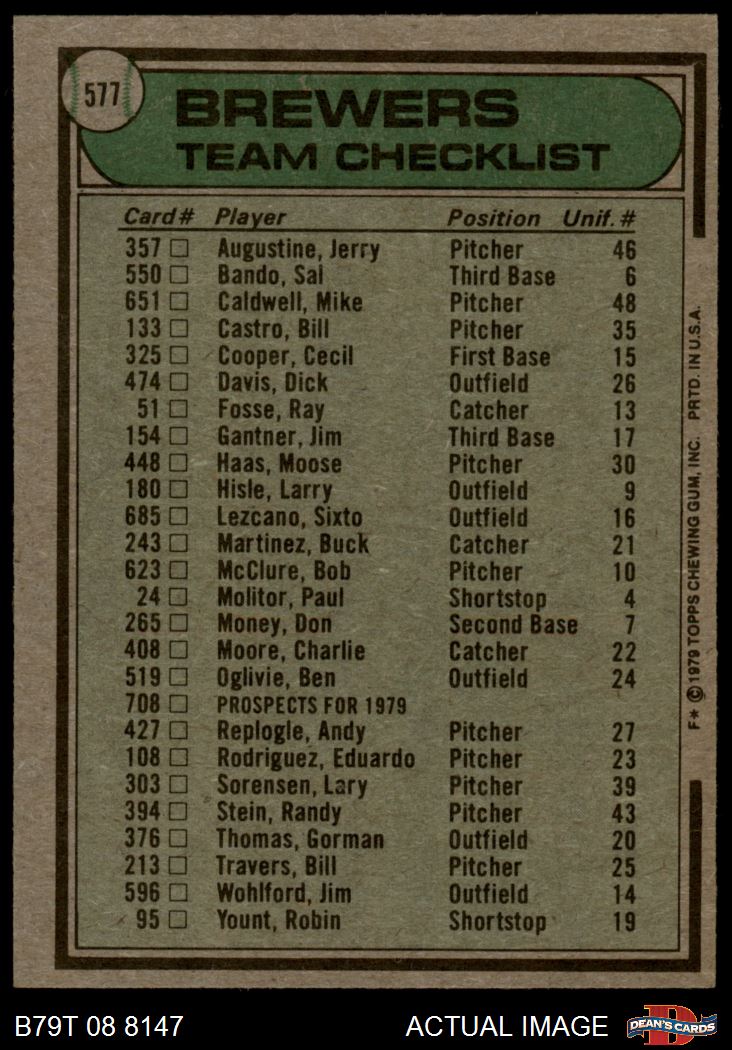 577
BREWERS
TEAM CHECKLIST
Card# Player Position Unif. #
357 □ Augustine, Jerry Pitcher 46
550 □ Bando, Sal Third Base 6
651 □ Caldwell, Mike Pitcher 48
133 □ Castro, Bill Pitcher 35
325 □ Cooper, Cecil First Base 15
474 □ Davis, Dick Outfield 26
51 □ Fosse, Ray Catcher 13
154 □ Gantner, Jim Third Base 17
448 □ Haas, Moose Pitcher 30
180 □ Hisle, Larry Outfield 9
685 □ Lezcano, Sixto Outfield 16
243 □ Martinez, Buck Catcher 21
623 □ McClure, Bob Pitcher 10
24 □ Molitor, Paul Shortstop 4
265 □ Money, Don Second Base 7
408 □ Moore, Charlie Catcher 22
519 □ Oglivie, Ben Outfield 24
708 □ PROSPECTS FOR 1979
427 □ Replogle, Andy Pitcher 27
108 □ Rodriguez, Eduardo Pitcher 23
303 □ Sorensen, Lary Pitcher 39
394 □ Stein, Randy Pitcher 43
376 □ Thomas, Gorman Outfield 20
213 □ Travers, Bill Pitcher 25
596 □ Wohlford, Jim Outfield 14
95 □ Yount, Robin Shortstop 19
F* © 1979 TOPPS CHEWING GUM, INC. PRTD. IN U.S.A.
B79T 08 8147 ACTUAL IMAGE
D
DEAN'S CARDS